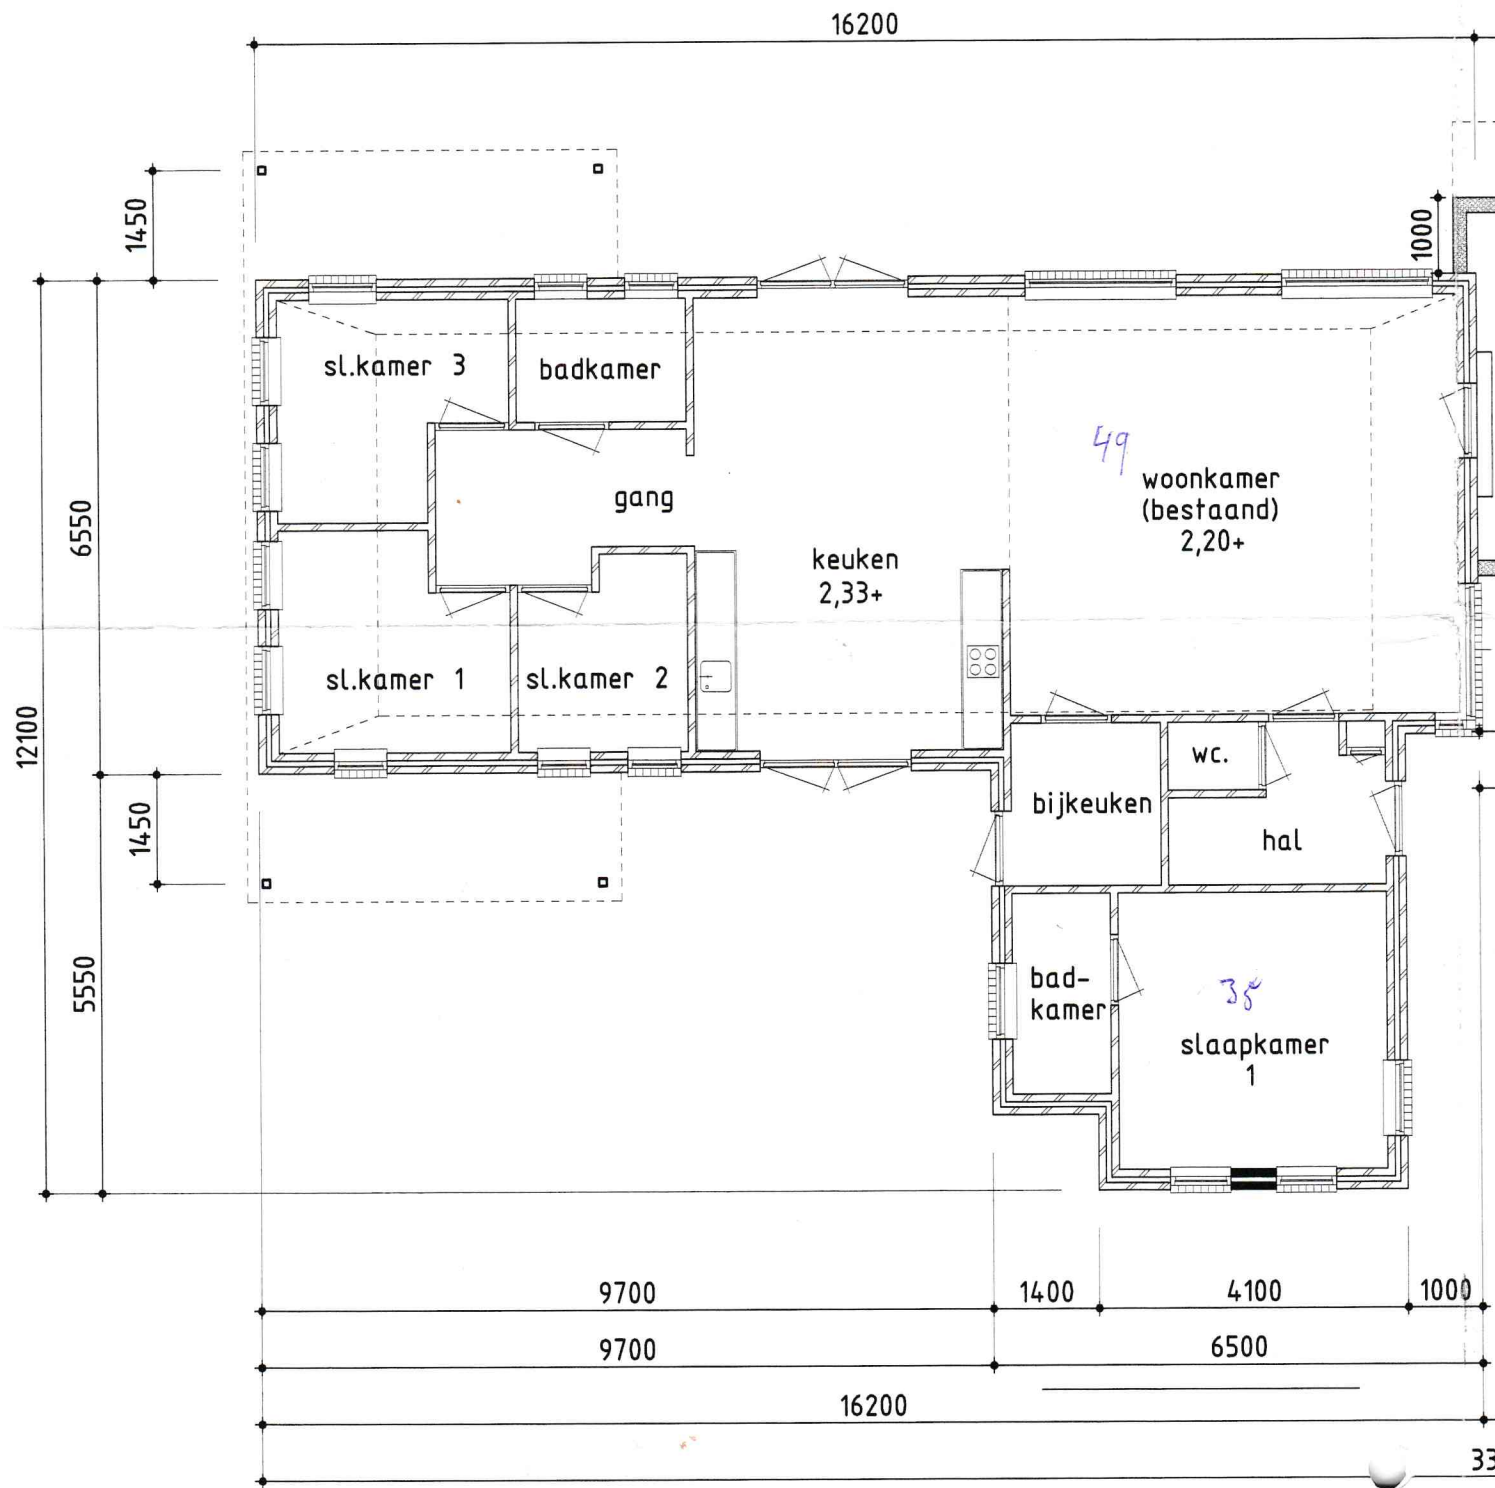 16200
1450
1000
sl.kamer 3
badkamer
49
woonkamer
(bestaand)
2,20+
gang
6550
keuken
2,33+
sl.kamer 1
sl.kamer 2
12100
wc.
bijkeuken
hal
1450
5550
bad-
kamer
35
slaapkamer
1
9700
1400
4100
1000
9700
6500
16200
33